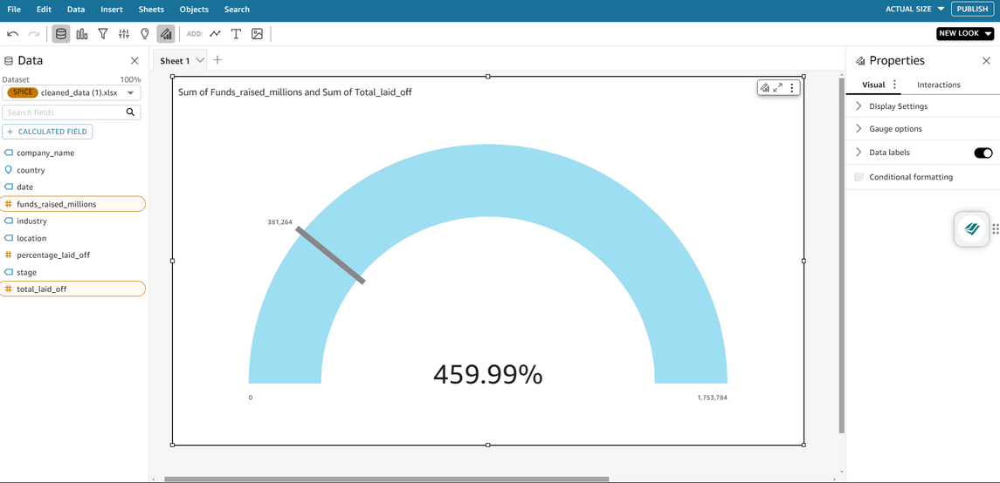 File Edit Data Insert Sheets Objects Search ACTUAL SIZE PUBLISH
ADD: NEW LOOK
Data
Dataset 100%
SPICE cleaned_data (1).xlsx
Search fields
+ CALCULATED FIELD
company_name
country
date
funds_raised_millions
industry
location
percentage_laid_off
stage
total_laid_off
Sheet 1
Sum of Funds_raised_millions and Sum of Total_laid_off
381,264
459.99%
0 1,753,784
Properties
Visual Interactions
Display Settings
Gauge options
Data labels
Conditional formatting